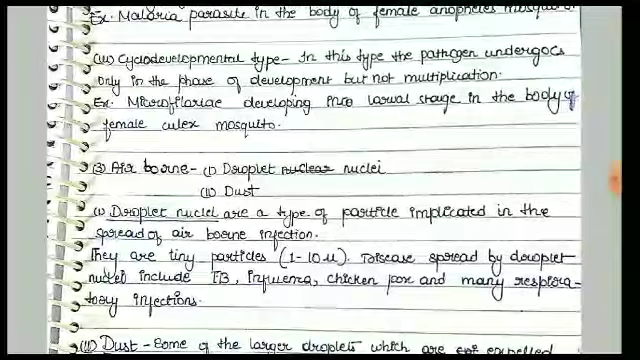 Ex. Malaria parasite in the body of female anopheles mosquito.
(iii) Cyclodevelopmental type - In this type the pathogen undergoes
only in the phase of development but not multiplication.
Ex. Microfilariae developing into larval stage in the body of
female culex mosquito.
(3) Air borne - (i) Droplet nuclear nuclei
(ii) Dust
(i) Droplet nuclei are a type of particle implicated in the
spread of air borne infection.
They are tiny particles (1-10 µ). Disease spread by droplet
nuclei include TB, Influenza, chicken pox and many respira-
tory infections.
(ii) Dust - Some of the larger droplets which are expelled